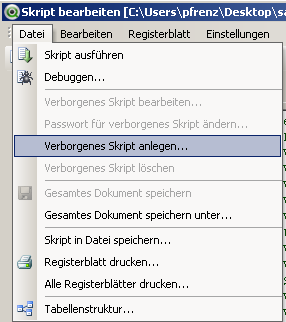 Skript bearbeiten [C:\Users\pfrenz\Desktop\sa
Datei Bearbeiten Registerblatt Einstellungen
Skript ausführen
Debuggen...
Verborgenes Skript bearbeiten...
Passwort für verborgenes Skript ändern...
Verborgenes Skript anlegen...
Verborgenes Skript löschen
Gesamtes Dokument speichern
Gesamtes Dokument speichern unter...
Skript in Datei speichern...
Registerblatt drucken...
Alle Registerblätter drucken...
Tabellenstruktur...